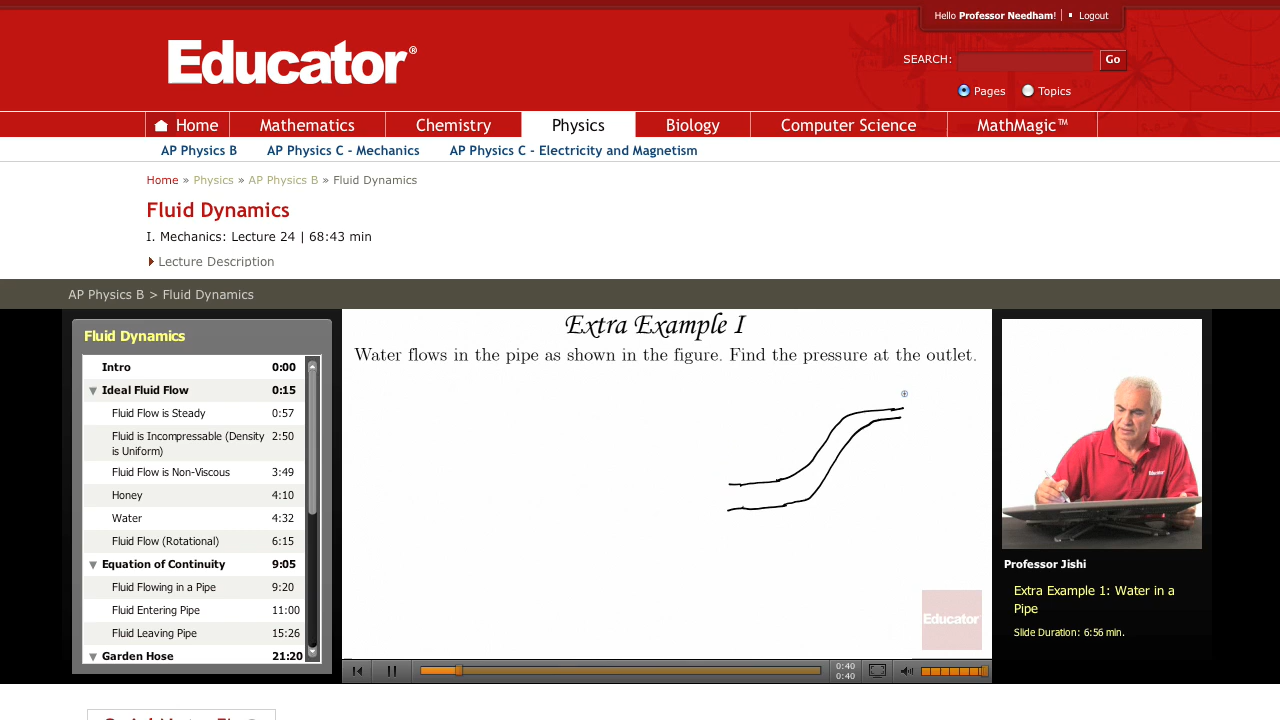 Hello Professor Needham! Logout
Educator®
SEARCH: Go
Pages Topics
Home Mathematics Chemistry Physics Biology Computer Science MathMagic™
AP Physics B AP Physics C - Mechanics AP Physics C - Electricity and Magnetism
Home » Physics » AP Physics B » Fluid Dynamics
Fluid Dynamics
I. Mechanics: Lecture 24 | 68:43 min
Lecture Description
AP Physics B > Fluid Dynamics
Fluid Dynamics
Intro 0:00
Ideal Fluid Flow 0:15
Fluid Flow is Steady 0:57
Fluid is Incompressable (Density 2:50
is Uniform)
Fluid Flow is Non-Viscous 3:49
Honey 4:10
Water 4:32
Fluid Flow (Rotational) 6:15
Equation of Continuity 9:05
Fluid Flowing in a Pipe 9:20
Fluid Entering Pipe 11:00
Fluid Leaving Pipe 15:26
Garden Hose 21:20
Extra Example I
Water flows in the pipe as shown in the figure. Find the pressure at the outlet.
Educator
0:40
0:40
Educator
Professor Jishi
Extra Example 1: Water in a
Pipe
Slide Duration: 6:56 min.